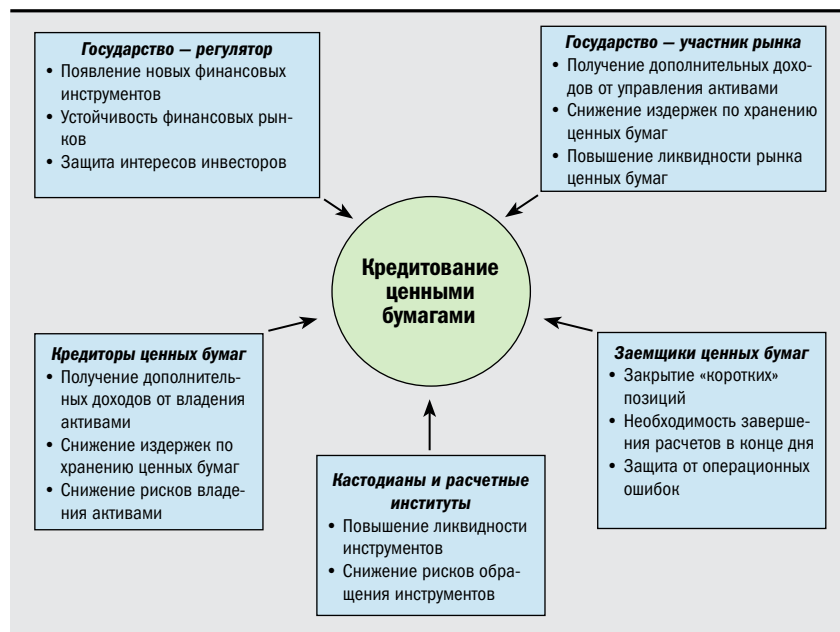 Государство — регулятор
• Появление новых финансовых
инструментов
• Устойчивость финансовых рын-
ков
• Защита интересов инвесторов
Государство — участник рынка
• Получение дополнительных дохо-
дов от управления активами
• Снижение издержек по хранению
ценных бумаг
• Повышение ликвидности рынка
ценных бумаг
Кредитование
ценными
бумагами
Кредиторы ценных бумаг
• Получение дополнитель-
ных доходов от владения
активами
• Снижение издержек по
хранению ценных бумаг
• Снижение рисков владе-
ния активами
Кастодианы и расчетные
институты
• Повышение ликвидности
инструментов
• Снижение рисков обра-
щения инструментов
Заемщики ценных бумаг
• Закрытие «коротких»
позиций
• Необходимость заверше-
ния расчетов в конце дня
• Защита от операционных
ошибок